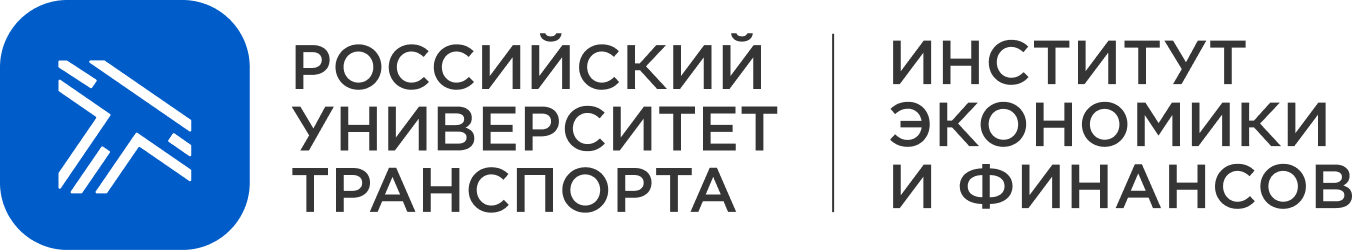 РОССИЙСКИЙ
УНИВЕРСИТЕТ
ТРАНСПОРТА
ИНСТИТУТ
ЭКОНОМИКИ
И ФИНАНСОВ